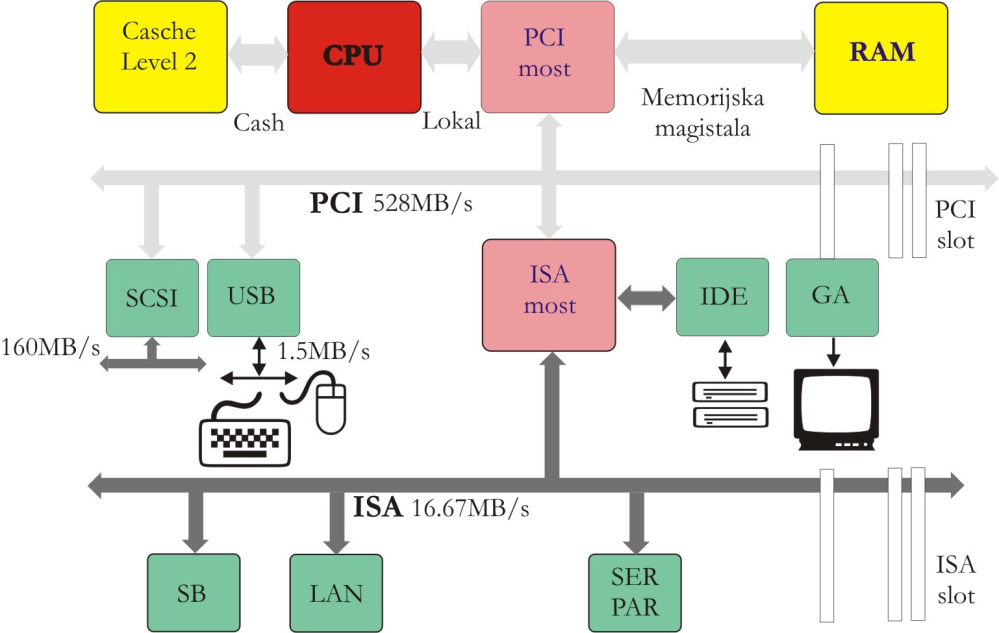 Casche
Level 2
CPU
PCI
most
RAM
Cash
Lokal
Memorijska
magistala
PCI 528MB/s
PCI
slot
SCSI
USB
ISA
most
IDE
GA
160MB/s
1.5MB/s
ISA 16.67MB/s
SB
LAN
SER
PAR
ISA
slot